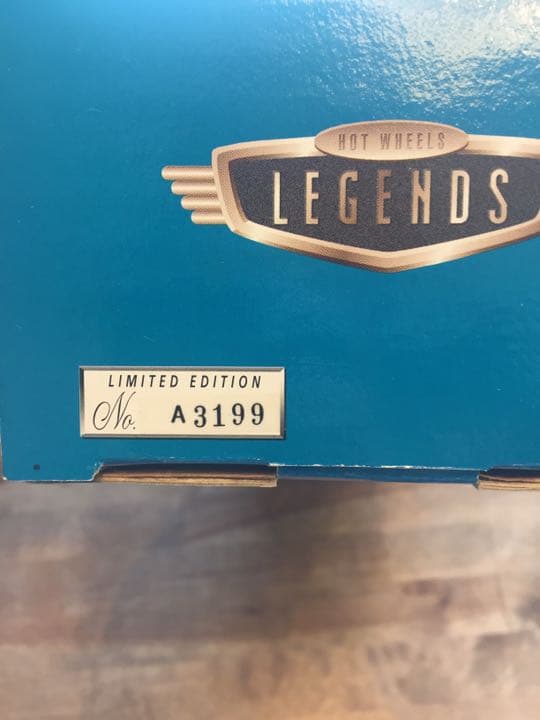 HOT WHEELS
LEGENDS
LIMITED EDITION
No. A3199